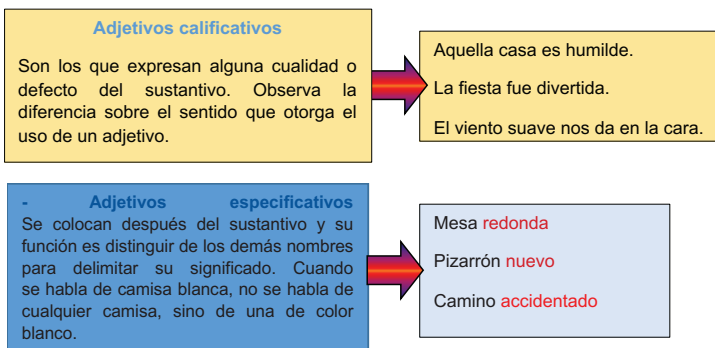 Adjetivos calificativos
Son los que expresan alguna cualidad o
defecto del sustantivo. Observa la
diferencia sobre el sentido que otorga el
uso de un adjetivo.
Aquella casa es humilde.
La fiesta fue divertida.
El viento suave nos da en la cara.
- Adjetivos especificativos
Se colocan después del sustantivo y su
función es distinguir de los demás nombres
para delimitar su significado. Cuando
se habla de camisa blanca, no se habla de
cualquier camisa, sino de una de color
blanco.
Mesa redonda
Pizarrón nuevo
Camino accidentado